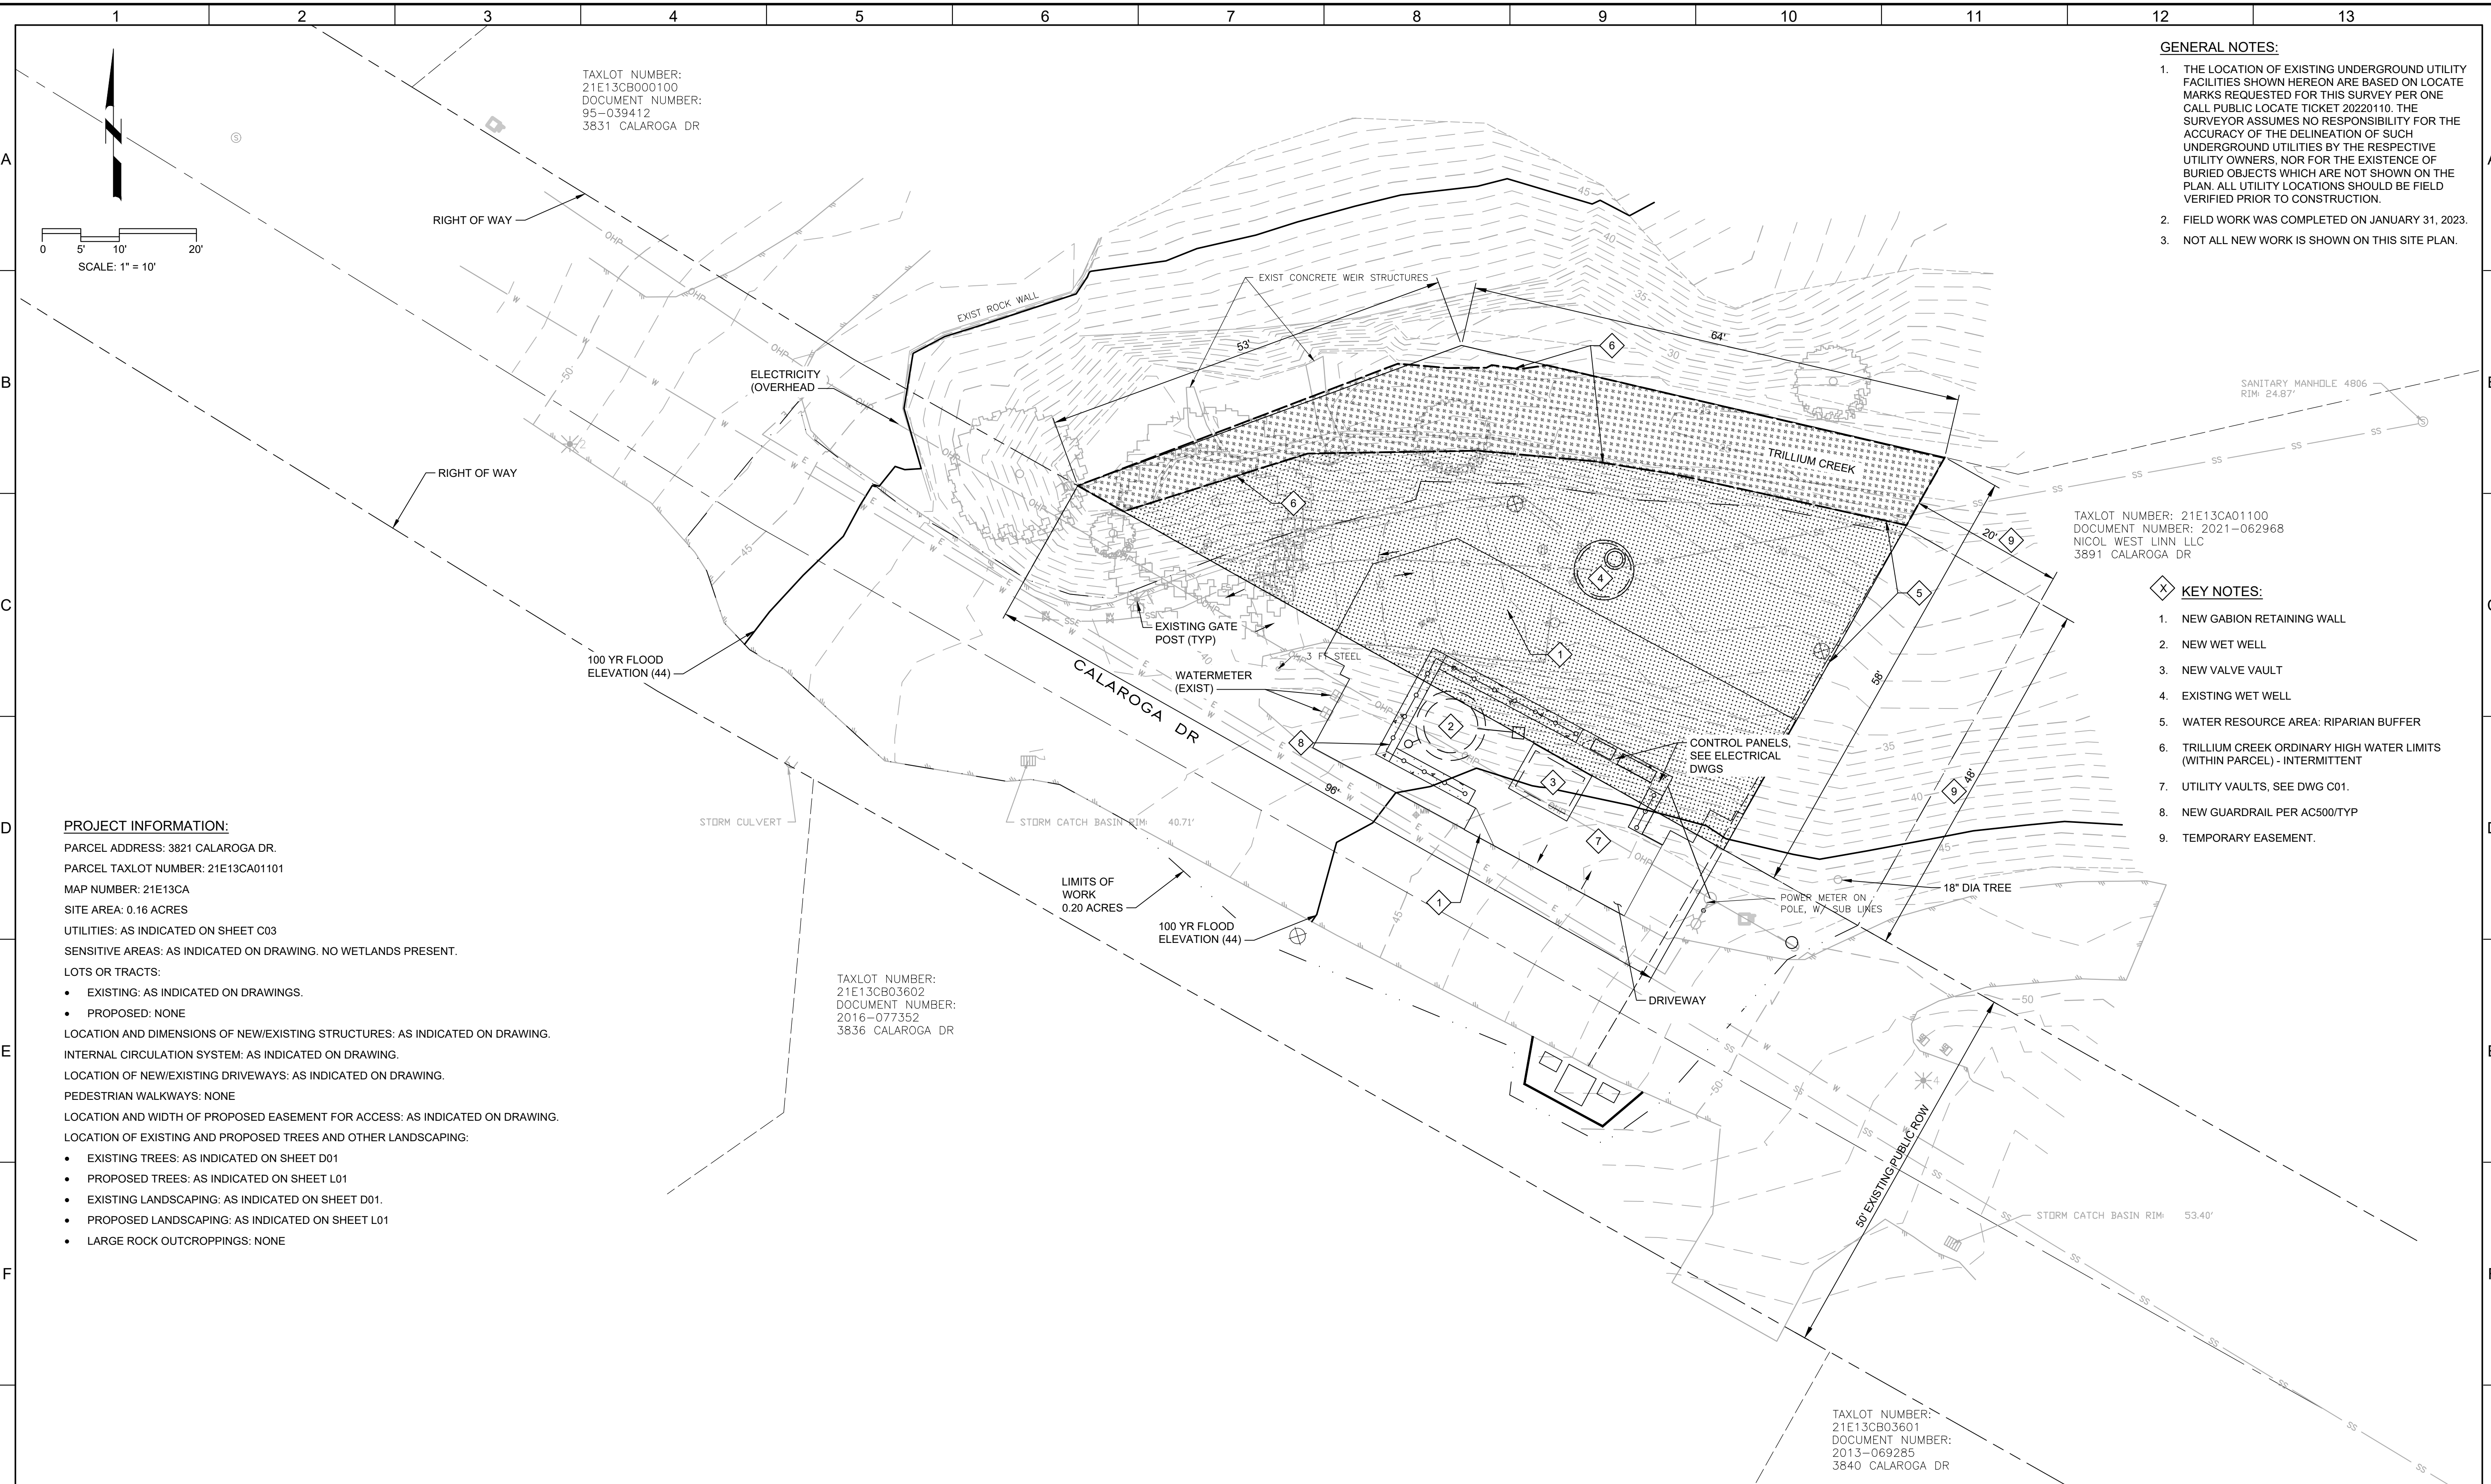 1 2 3 4 5 6 7 8 9 10 11 12 13
A
B
C
D
E
F
0 5' 10' 20'
SCALE: 1" = 10'
TAXLOT NUMBER:
21E13CB000100
DOCUMENT NUMBER:
95-039412
3831 CALAROGA DR
GENERAL NOTES:
1. THE LOCATION OF EXISTING UNDERGROUND UTILITY
FACILITIES SHOWN HEREON ARE BASED ON LOCATE
MARKS REQUESTED FOR THIS SURVEY PER ONE
CALL PUBLIC LOCATE TICKET 20220110. THE
SURVEYOR ASSUMES NO RESPONSIBILITY FOR THE
ACCURACY OF THE DELINEATION OF SUCH
UNDERGROUND UTILITIES BY THE RESPECTIVE
UTILITY OWNERS, NOR FOR THE EXISTENCE OF
BURIED OBJECTS WHICH ARE NOT SHOWN ON THE
PLAN. ALL UTILITY LOCATIONS SHOULD BE FIELD
VERIFIED PRIOR TO CONSTRUCTION.
2. FIELD WORK WAS COMPLETED ON JANUARY 31, 2023.
3. NOT ALL NEW WORK IS SHOWN ON THIS SITE PLAN.
RIGHT OF WAY
EXIST CONCRETE WEIR STRUCTURES
EXIST ROCK WALL
53'
64'
ELECTRICITY
(OVERHEAD
RIGHT OF WAY
TRILLIUM CREEK
SANITARY MANHOLE 4806
RIM: 24.87'
20'
TAXLOT NUMBER: 21E13CA01100
DOCUMENT NUMBER: 2021-062968
NICOL WEST LINN LLC
3891 CALAROGA DR
X KEY NOTES:
1. NEW GABION RETAINING WALL
2. NEW WET WELL
3. NEW VALVE VAULT
4. EXISTING WET WELL
5. WATER RESOURCE AREA: RIPARIAN BUFFER
6. TRILLIUM CREEK ORDINARY HIGH WATER LIMITS
(WITHIN PARCEL) - INTERMITTENT
7. UTILITY VAULTS, SEE DWG C01.
8. NEW GUARDRAIL PER AC500/TYP
9. TEMPORARY EASEMENT.
EXISTING GATE
POST (TYP)
3 FT STEEL
100 YR FLOOD
ELEVATION (44)
WATERMETER
(EXIST)
CALAROGA DR
58'
48'
96'
CONTROL PANELS,
SEE ELECTRICAL
DWGS
STORM CULVERT
STORM CATCH BASIN RIM: 40.71'
LIMITS OF
WORK
0.20 ACRES
100 YR FLOOD
ELEVATION (44)
18" DIA TREE
POWER METER ON
POLE, W/ SUB LINES
DRIVEWAY
PROJECT INFORMATION:
PARCEL ADDRESS: 3821 CALAROGA DR.
PARCEL TAXLOT NUMBER: 21E13CA01101
MAP NUMBER: 21E13CA
SITE AREA: 0.16 ACRES
UTILITIES: AS INDICATED ON SHEET C03
SENSITIVE AREAS: AS INDICATED ON DRAWING. NO WETLANDS PRESENT.
LOTS OR TRACTS:
• EXISTING: AS INDICATED ON DRAWINGS.
• PROPOSED: NONE
LOCATION AND DIMENSIONS OF NEW/EXISTING STRUCTURES: AS INDICATED ON DRAWING.
INTERNAL CIRCULATION SYSTEM: AS INDICATED ON DRAWING.
LOCATION OF NEW/EXISTING DRIVEWAYS: AS INDICATED ON DRAWING.
PEDESTRIAN WALKWAYS: NONE
LOCATION AND WIDTH OF PROPOSED EASEMENT FOR ACCESS: AS INDICATED ON DRAWING.
LOCATION OF EXISTING AND PROPOSED TREES AND OTHER LANDSCAPING:
• EXISTING TREES: AS INDICATED ON SHEET D01
• PROPOSED TREES: AS INDICATED ON SHEET L01
• EXISTING LANDSCAPING: AS INDICATED ON SHEET D01.
• PROPOSED LANDSCAPING: AS INDICATED ON SHEET L01
• LARGE ROCK OUTCROPPINGS: NONE
TAXLOT NUMBER:
21E13CB03602
DOCUMENT NUMBER:
2016-077352
3836 CALAROGA DR
50' EXISTING PUBLIC ROW
STORM CATCH BASIN RIM: 53.40'
TAXLOT NUMBER:
21E13CB03601
DOCUMENT NUMBER:
2013-069285
3840 CALAROGA DR